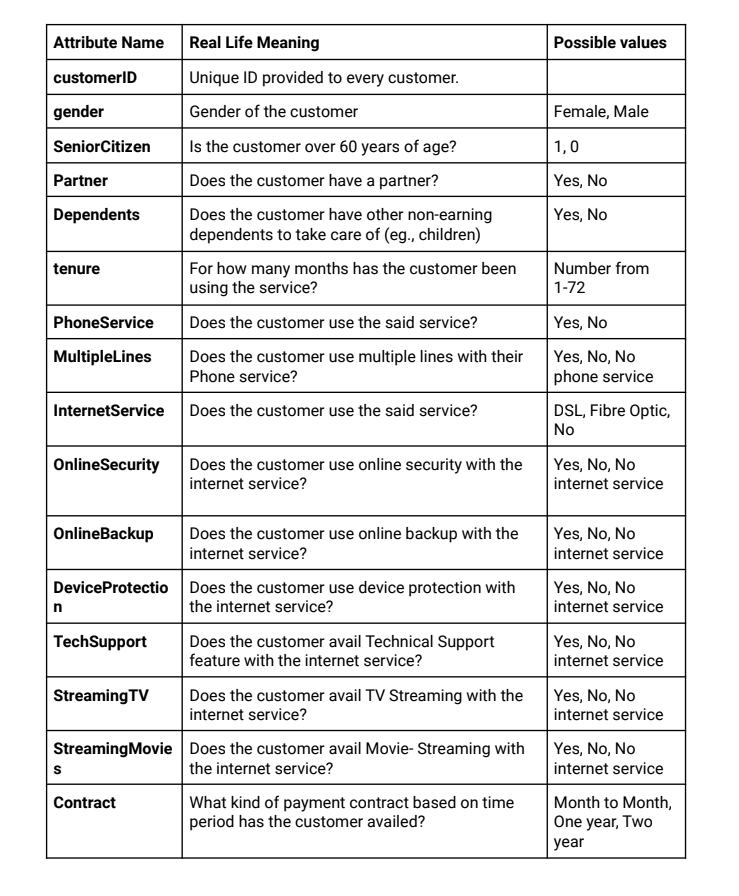 Attribute Name Real Life Meaning Possible values
customerID Unique ID provided to every customer.
gender Gender of the customer Female, Male
SeniorCitizen Is the customer over 60 years of age? 1, 0
Partner Does the customer have a partner? Yes, No
Dependents Does the customer have other non-earning Yes, No
dependents to take care of (eg., children)
tenure For how many months has the customer been Number from
using the service? 1-72
PhoneService Does the customer use the said service? Yes, No
MultipleLines Does the customer use multiple lines with their Yes, No, No
Phone service? phone service
InternetService Does the customer use the said service? DSL, Fibre Optic,
No
OnlineSecurity Does the customer use online security with the Yes, No, No
internet service? internet service
OnlineBackup Does the customer use online backup with the Yes, No, No
internet service? internet service
DeviceProtectio Does the customer use device protection with Yes, No, No
n the internet service? internet service
TechSupport Does the customer avail Technical Support Yes, No, No
feature with the internet service? internet service
StreamingTV Does the customer avail TV Streaming with the Yes, No, No
internet service? internet service
StreamingMovie Does the customer avail Movie- Streaming with Yes, No, No
s the internet service? internet service
Contract What kind of payment contract based on time Month to Month,
period has the customer availed? One year, Two
year